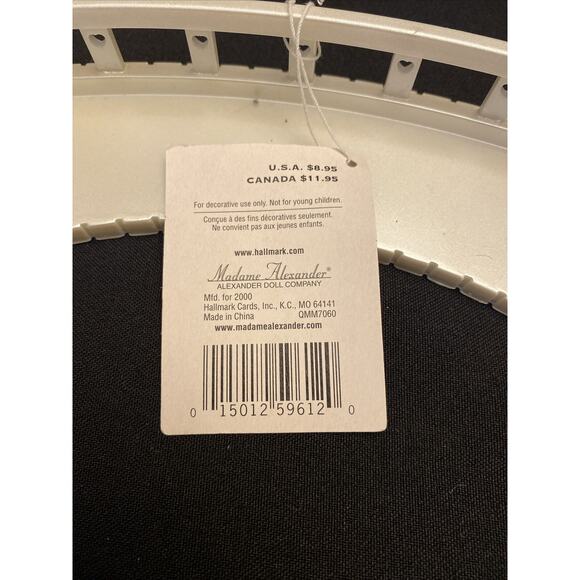 U.S.A. $8.95
CANADA $11.95
For decorative use only. Not for young children.
Conçue à des fins décoratives seulement.
Ne convient pas aux jeunes enfants.
www.hallmark.com
Madame Alexander®
ALEXANDER DOLL COMPANY
Mfd. for 2000
Hallmark Cards, Inc., K.C., MO 64141
Made in China QMM7060
www.madamealexander.com
0 15012 59612 0